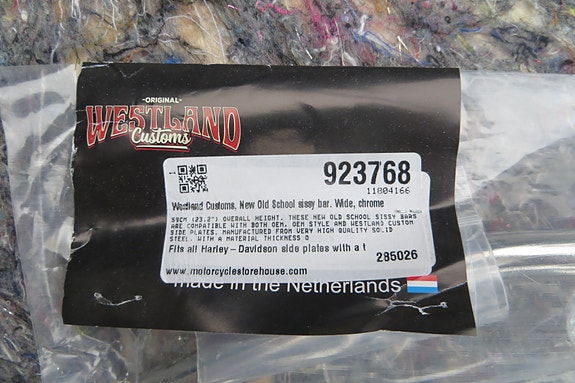 -ORIGINAL-
WESTLAND
Customs
923768
11804166
Westland Customs, New Old School sissy bar. Wide, chrome
59CM (23.2") OVERALL HEIGHT. THESE NEW OLD SCHOOL SISSY BARS
ARE COMPATIBLE WITH BOTH OEM, OEM STYLE AND WESTLAND CUSTOM
SIDE PLATES. MANUFACTURED FROM VERY HIGH QUALITY SOLID
STEEL. WITH A MATERIAL THICKNESS O
Fits all Harley-Davidson side plates with a t
285026
www.motorcyclestorehouse.com
made in the Netherlands